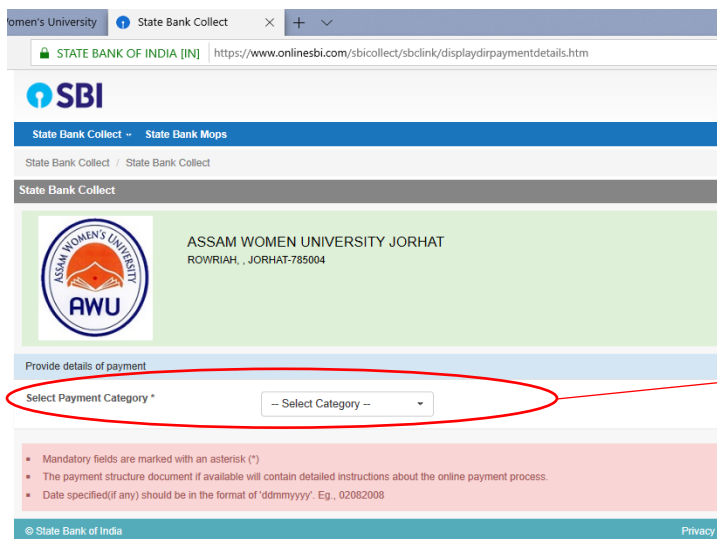 omen's University State Bank Collect
STATE BANK OF INDIA [IN] https://www.onlinesbi.com/sbicollect/sbclink/displaydirpaymentdetails.htm
SBI
State Bank Collect State Bank Mops
State Bank Collect / State Bank Collect
State Bank Collect
ASSAM WOMEN'S UNIVERSITY
AWU
ASSAM WOMEN UNIVERSITY JORHAT
ROWRIAH, , JORHAT-785004
Provide details of payment
Select Payment Category * -- Select Category --
Mandatory fields are marked with an asterisk (*)
The payment structure document if available will contain detailed instructions about the online payment process.
Date specified(if any) should be in the format of 'ddmmyyyy'. Eg., 02082008
© State Bank of India Privacy